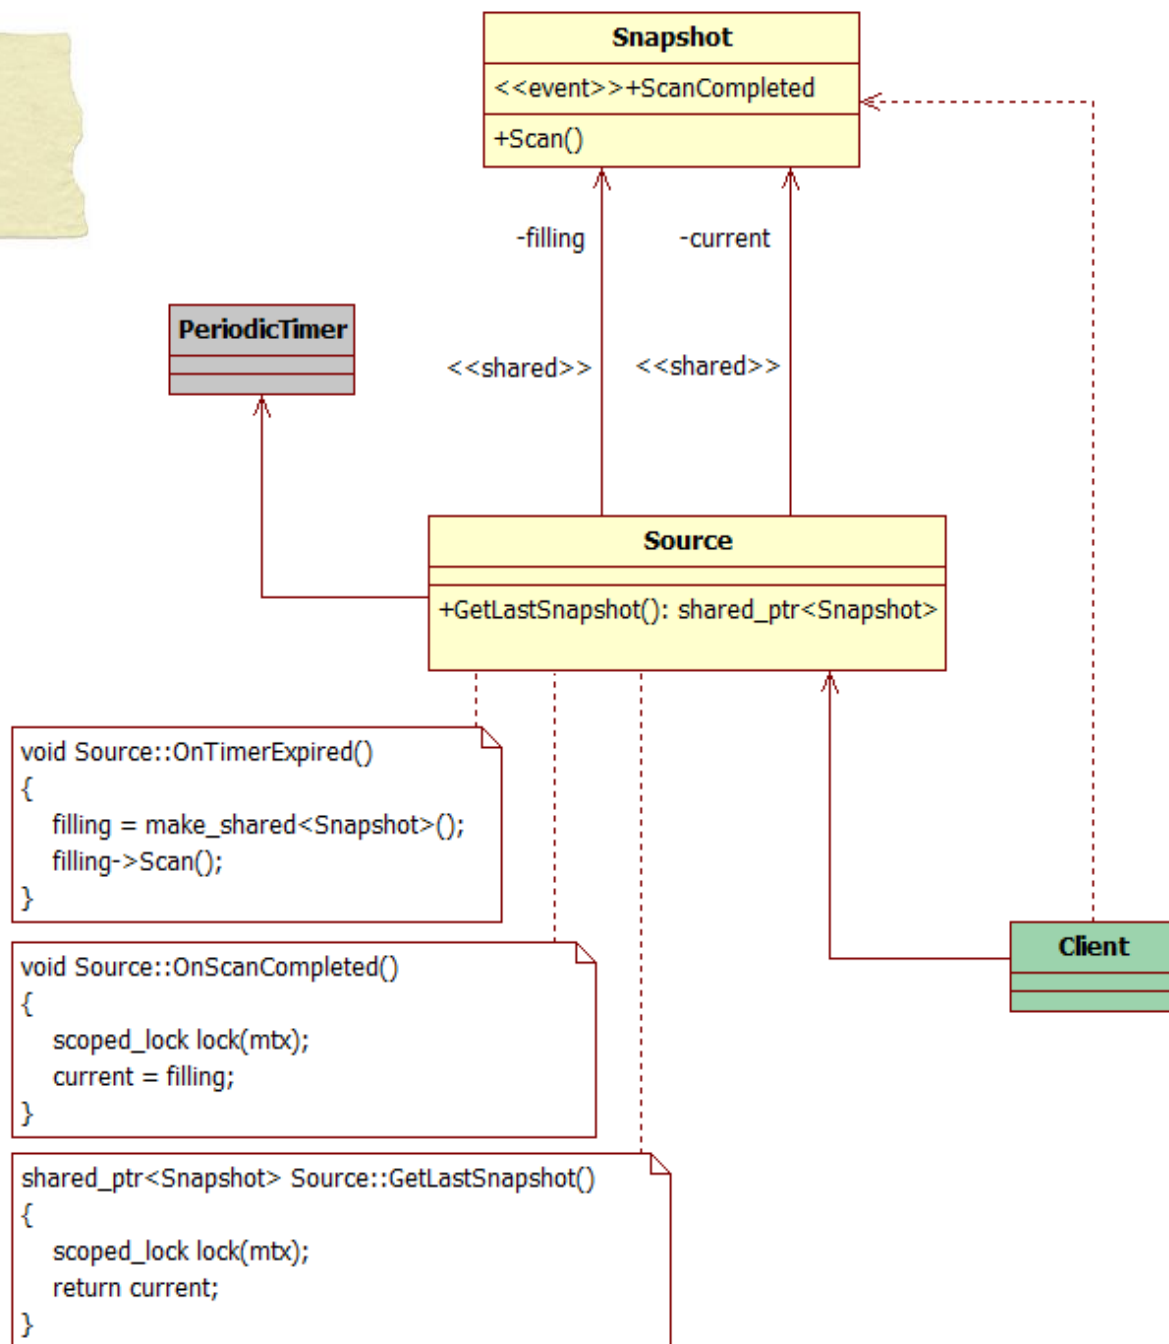 Snapshot
<<event>>+ScanCompleted
+Scan()
-filling
-current
PeriodicTimer
<<shared>>
<<shared>>
Source
+GetLastSnapshot(): shared_ptr<Snapshot>
void Source::OnTimerExpired()
{
filling = make_shared<Snapshot>();
filling->Scan();
}
Client
void Source::OnScanCompleted()
{
scoped_lock lock(mtx);
current = filling;
}
shared_ptr<Snapshot> Source::GetLastSnapshot()
{
scoped_lock lock(mtx);
return current;
}